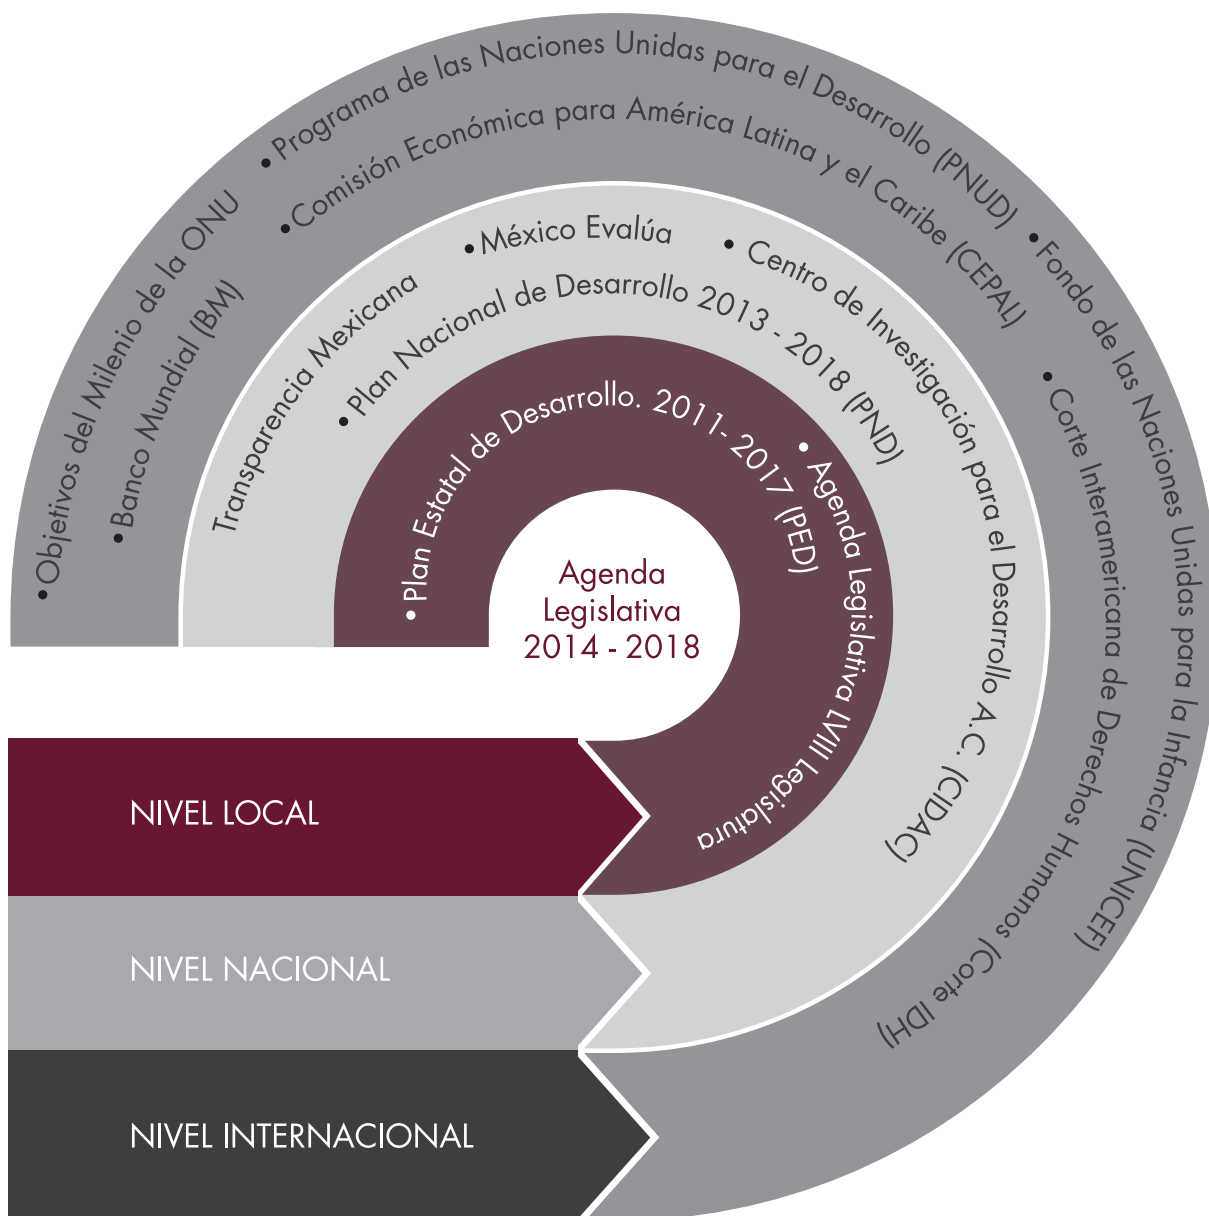 • Objetivos del Milenio de la ONU
• Programa de las Naciones Unidas para el Desarrollo (PNUD)
• Fondo de las Naciones Unidas para la Infancia (UNICEF)
• Banco Mundial (BM)
• Comisión Económica para América Latina y el Caribe (CEPAL)
• Corte Interamericana de Derechos Humanos (Corte IDH)
Transparencia Mexicana
• México Evalúa
• Centro de Investigación para el Desarrollo A.C. (CIDAC)
• Plan Nacional de Desarrollo 2013 - 2018 (PND)
• Plan Estatal de Desarrollo. 2011- 2017 (PED)
• Agenda Legislativa LVIII Legislatura
Agenda
Legislativa
2014 - 2018
NIVEL LOCAL
NIVEL NACIONAL
NIVEL INTERNACIONAL